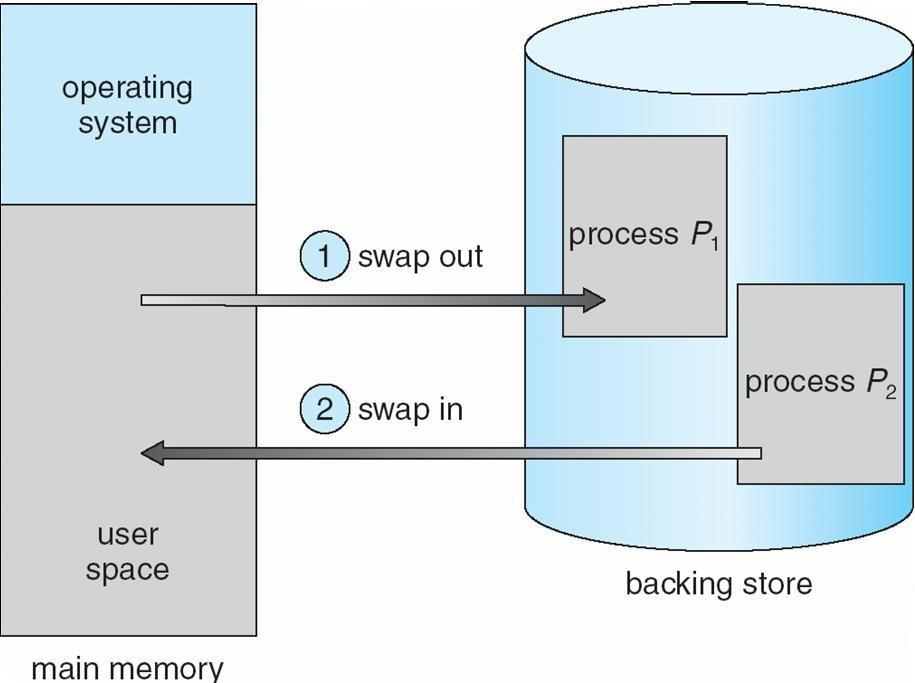 operating
system
1 swap out
process P1
2 swap in
process P2
user
space
backing store
main memory